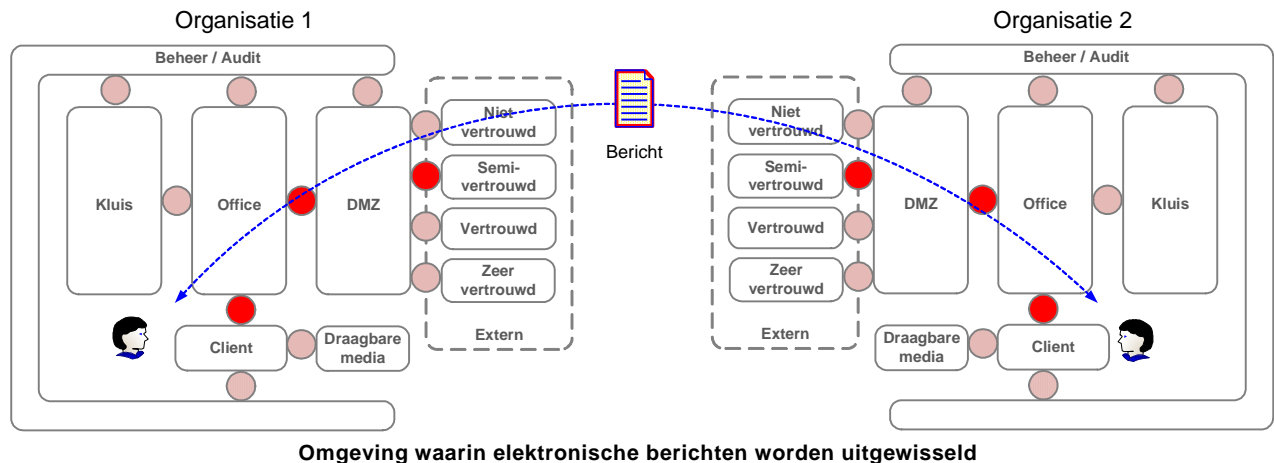 Organisatie 1
Organisatie 2
Beheer / Audit
Kluis
Office
DMZ
Niet
vertrouwd
Semi-
vertrouwd
Vertrouwd
Zeer
vertrouwd
Extern
Client
Draagbare
media
Bericht
Beheer / Audit
Niet
vertrouwd
Semi-
vertrouwd
Vertrouwd
Zeer
vertrouwd
Extern
DMZ
Office
Kluis
Draagbare
media
Client
Omgeving waarin elektronische berichten worden uitgewisseld